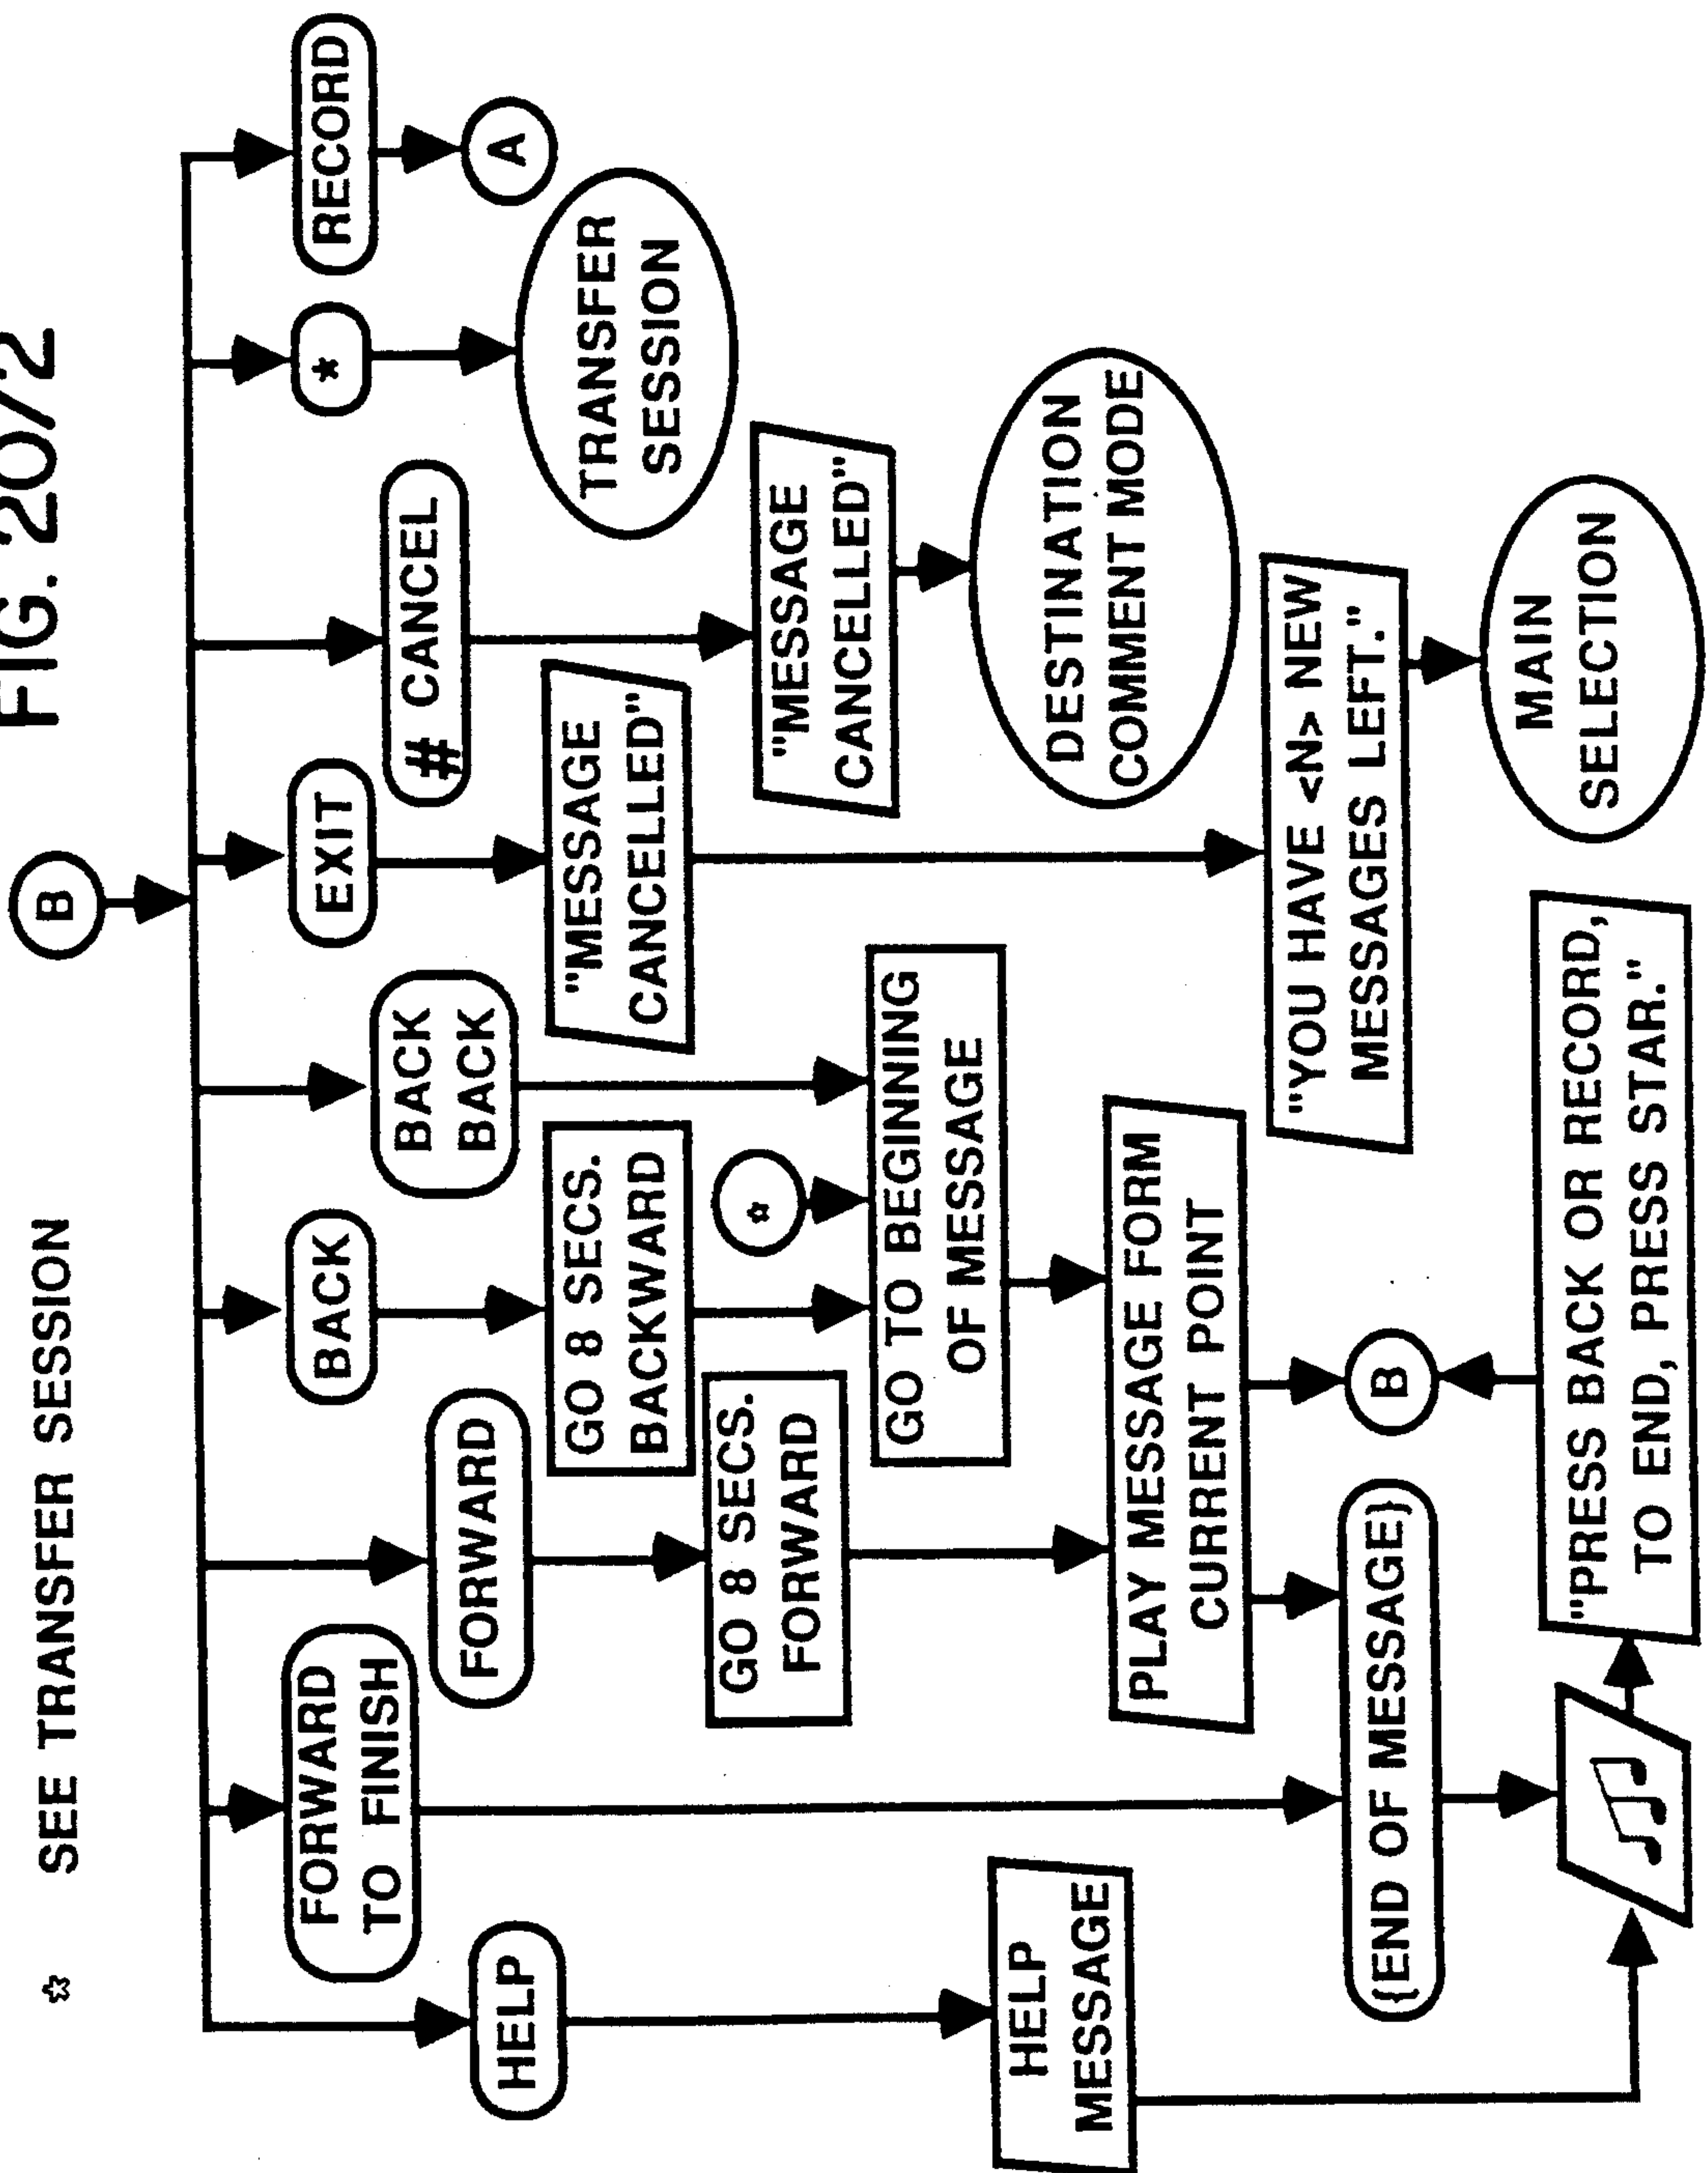 FIG. 20/2
* SEE TRANSFER SESSION
B
HELP
FORWARD
TO FINISH
FORWARD
BACK
BACK
BACK
EXIT
# CANCEL
*
RECORD
A
TRANSFER
SESSION
GO 8 SECS.
BACKWARD
"MESSAGE
CANCELLED"
GO 8 SECS.
FORWARD
*
"MESSAGE
CANCELLED"
GO TO BEGINNING
OF MESSAGE
DESTINATION
COMMENT MODE
HELP
MESSAGE
PLAY MESSAGE FORM
CURRENT POINT
"YOU HAVE <N> NEW
MESSAGES LEFT."
{END OF MESSAGE}
B
MAIN
SELECTION
"PRESS BACK OR RECORD,
TO END, PRESS STAR."